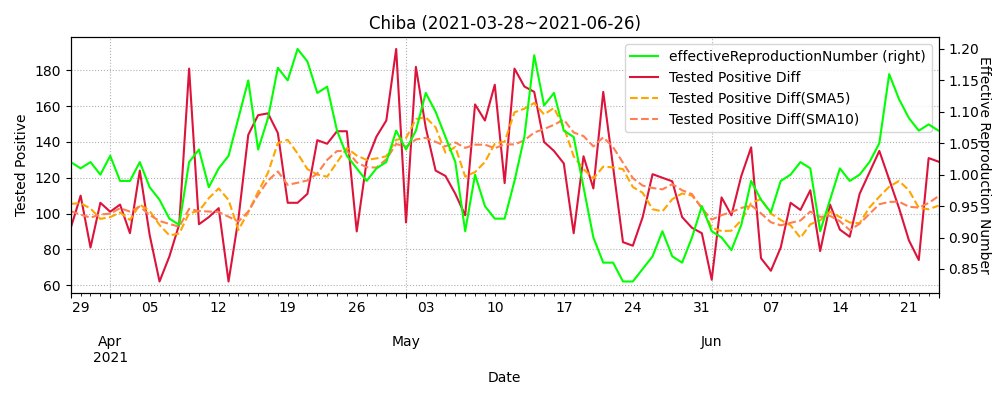 Chiba (2021-03-28~2021-06-26)
effectiveReproductionNumber (right)
Tested Positive Diff
Tested Positive Diff(SMA5)
Tested Positive Diff(SMA10)
Tested Positive
180
160
140
120
100
80
60
1.20
1.15
1.10
1.05
1.00
0.95
0.90
0.85
Effective Reproduction Number
29 05 12 19 26 03 10 17 24 07 14 21
Apr May Jun
2021
Date